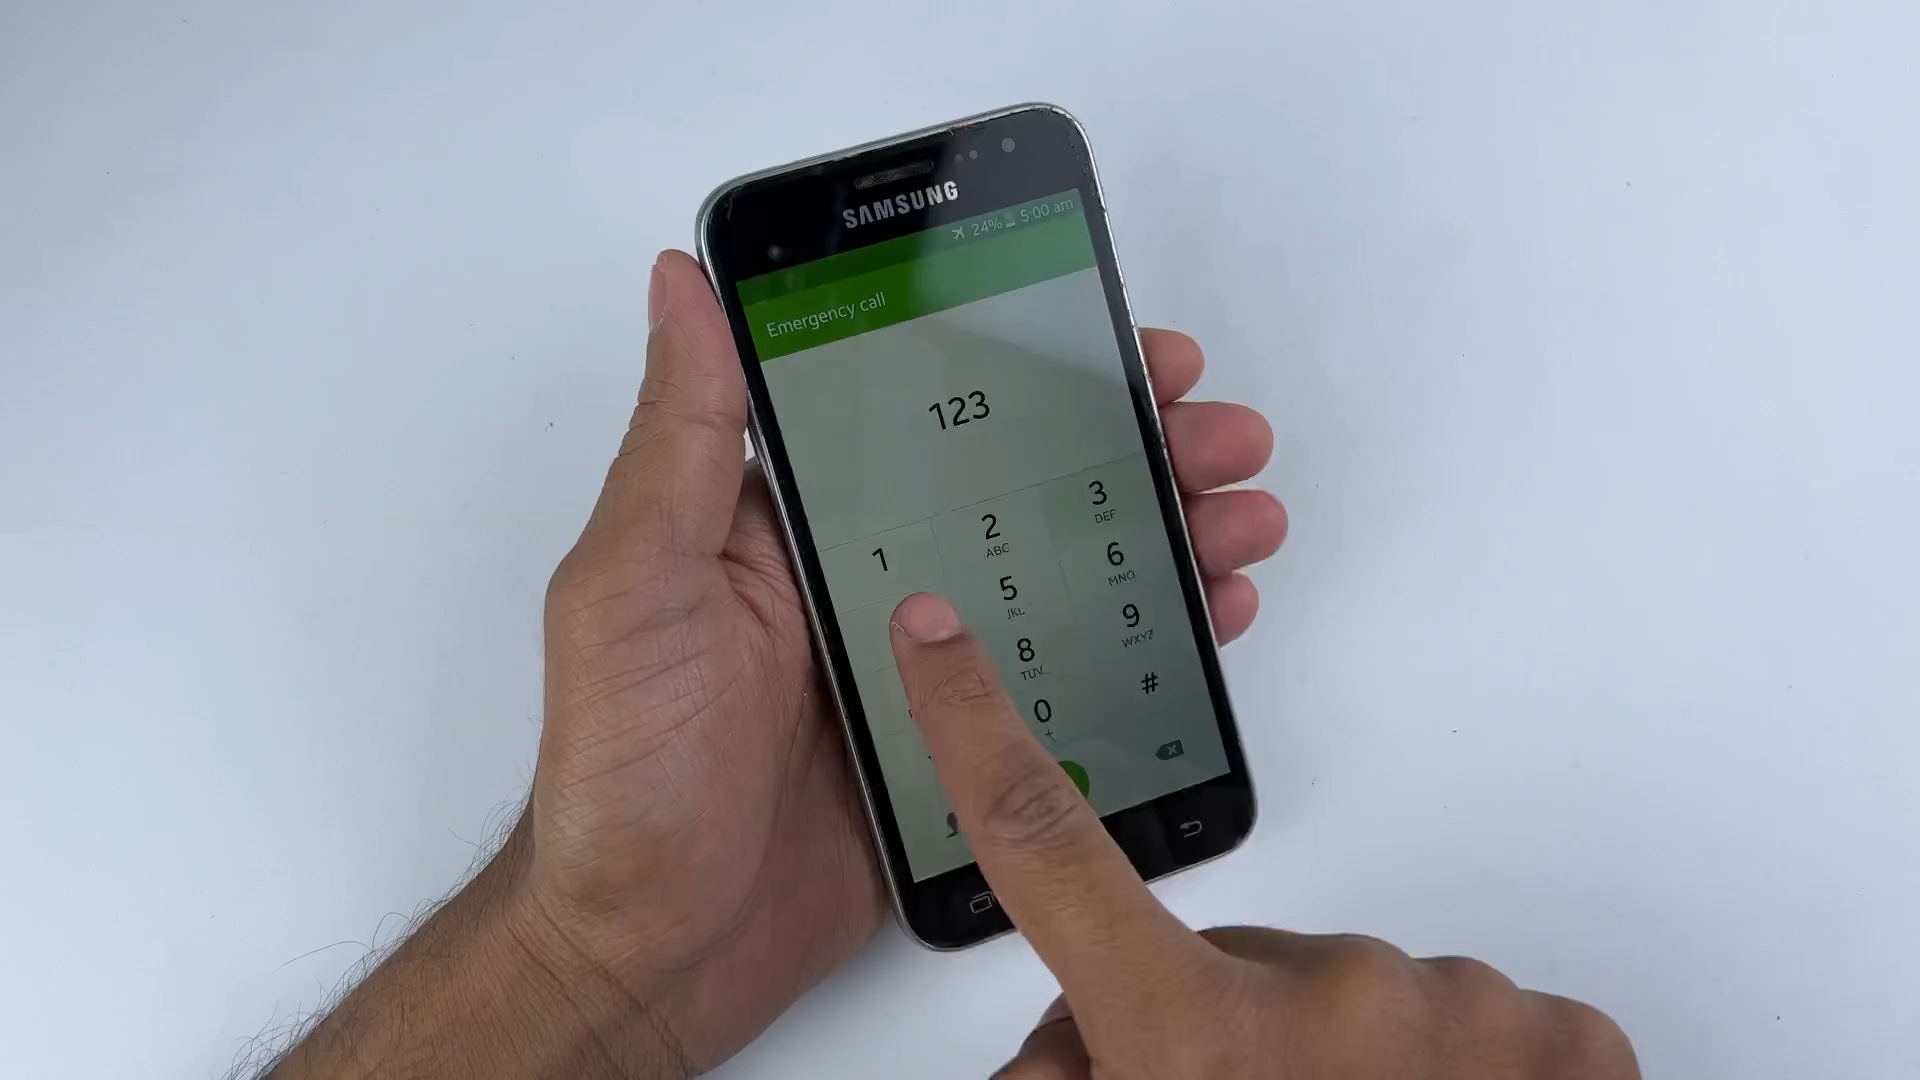 SAMSUNG
24% 5:00 am
Emergency call
123
1
2
ABC
3
DEF
5
JKL
6
MNO
8
TUV
9
WXYZ
0
+
#